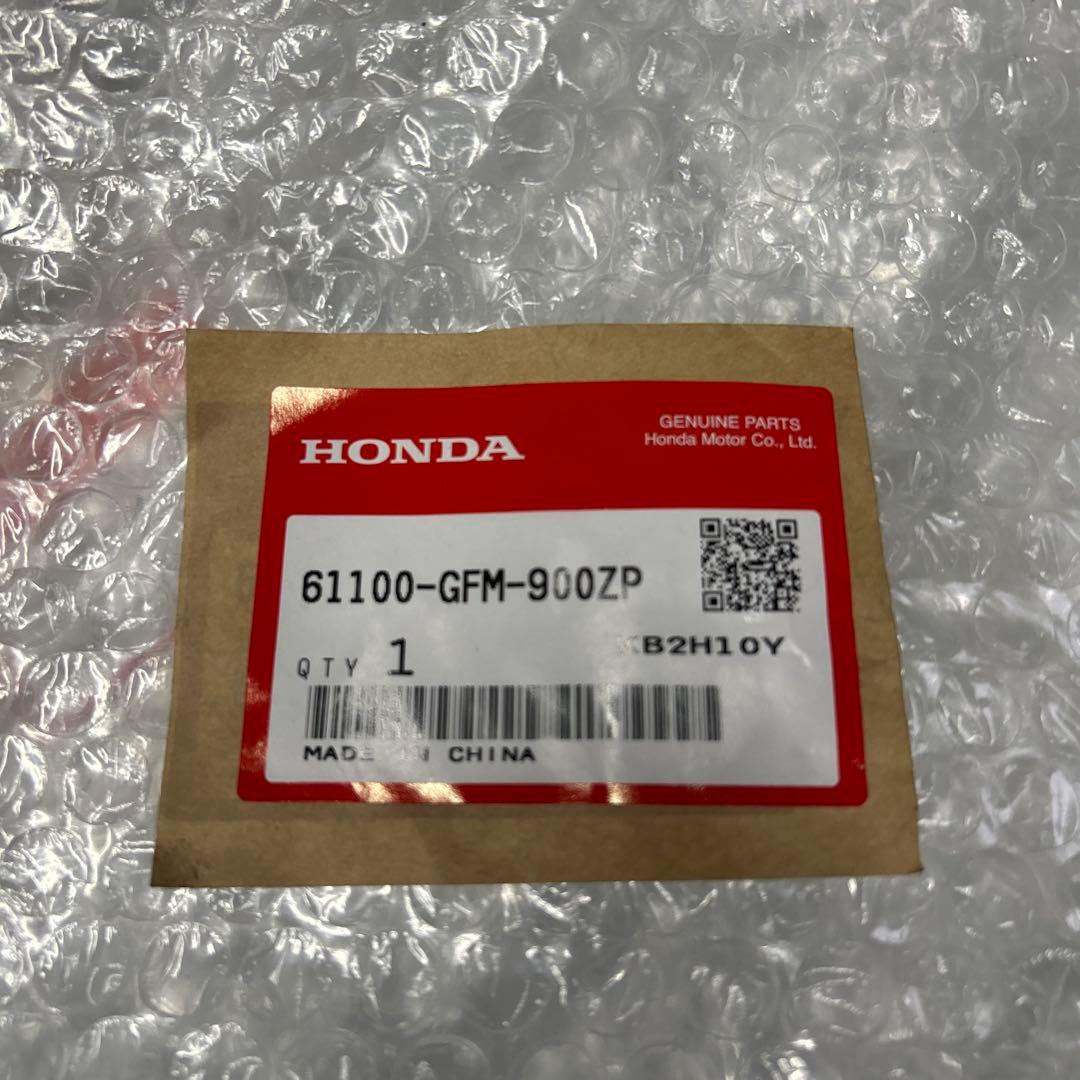 HONDA
GENUINE PARTS
Honda Motor Co., Ltd.
61100-GFM-900ZP
KB2H10Y
QTY 1
MADE IN CHINA